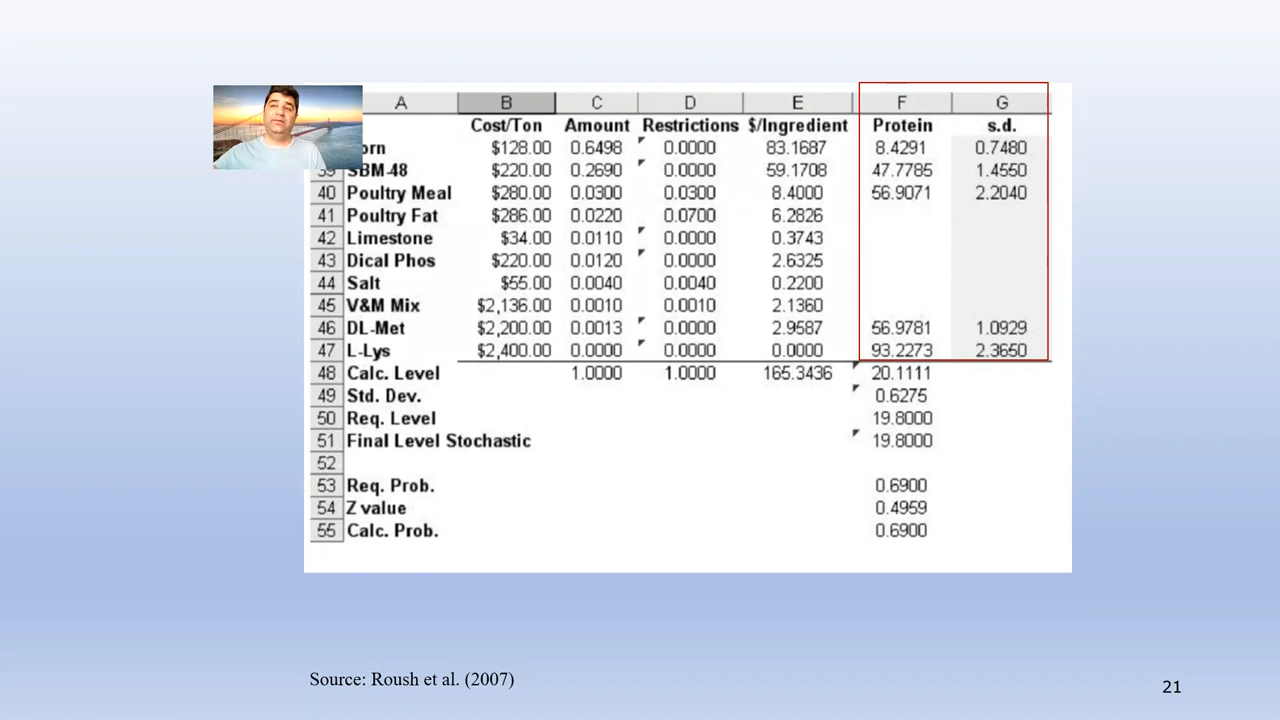 A B C D E F G
Cost/Ton Amount Restrictions $/Ingredient Protein s.d.
orn $128.00 0.6498 0.0000 83.1687 8.4291 0.7480
39 SBM-48 $220.00 0.2690 0.0000 59.1708 47.7785 1.4550
40 Poultry Meal $280.00 0.0300 0.0300 8.4000 56.9071 2.2040
41 Poultry Fat $286.00 0.0220 0.0700 6.2826
42 Limestone $34.00 0.0110 0.0000 0.3743
43 Dical Phos $220.00 0.0120 0.0000 2.6325
44 Salt $55.00 0.0040 0.0040 0.2200
45 V&M Mix $2,136.00 0.0010 0.0010 2.1360
46 DL-Met $2,200.00 0.0013 0.0000 2.9587 56.9781 1.0929
47 L-Lys $2,400.00 0.0000 0.0000 0.0000 93.2273 2.3650
48 Calc. Level 1.0000 1.0000 165.3436 20.1111
49 Std. Dev. 0.6275
50 Req. Level 19.8000
51 Final Level Stochastic 19.8000
52
53 Req. Prob. 0.6900
54 Z value 0.4959
55 Calc. Prob. 0.6900
Source: Roush et al. (2007)
21